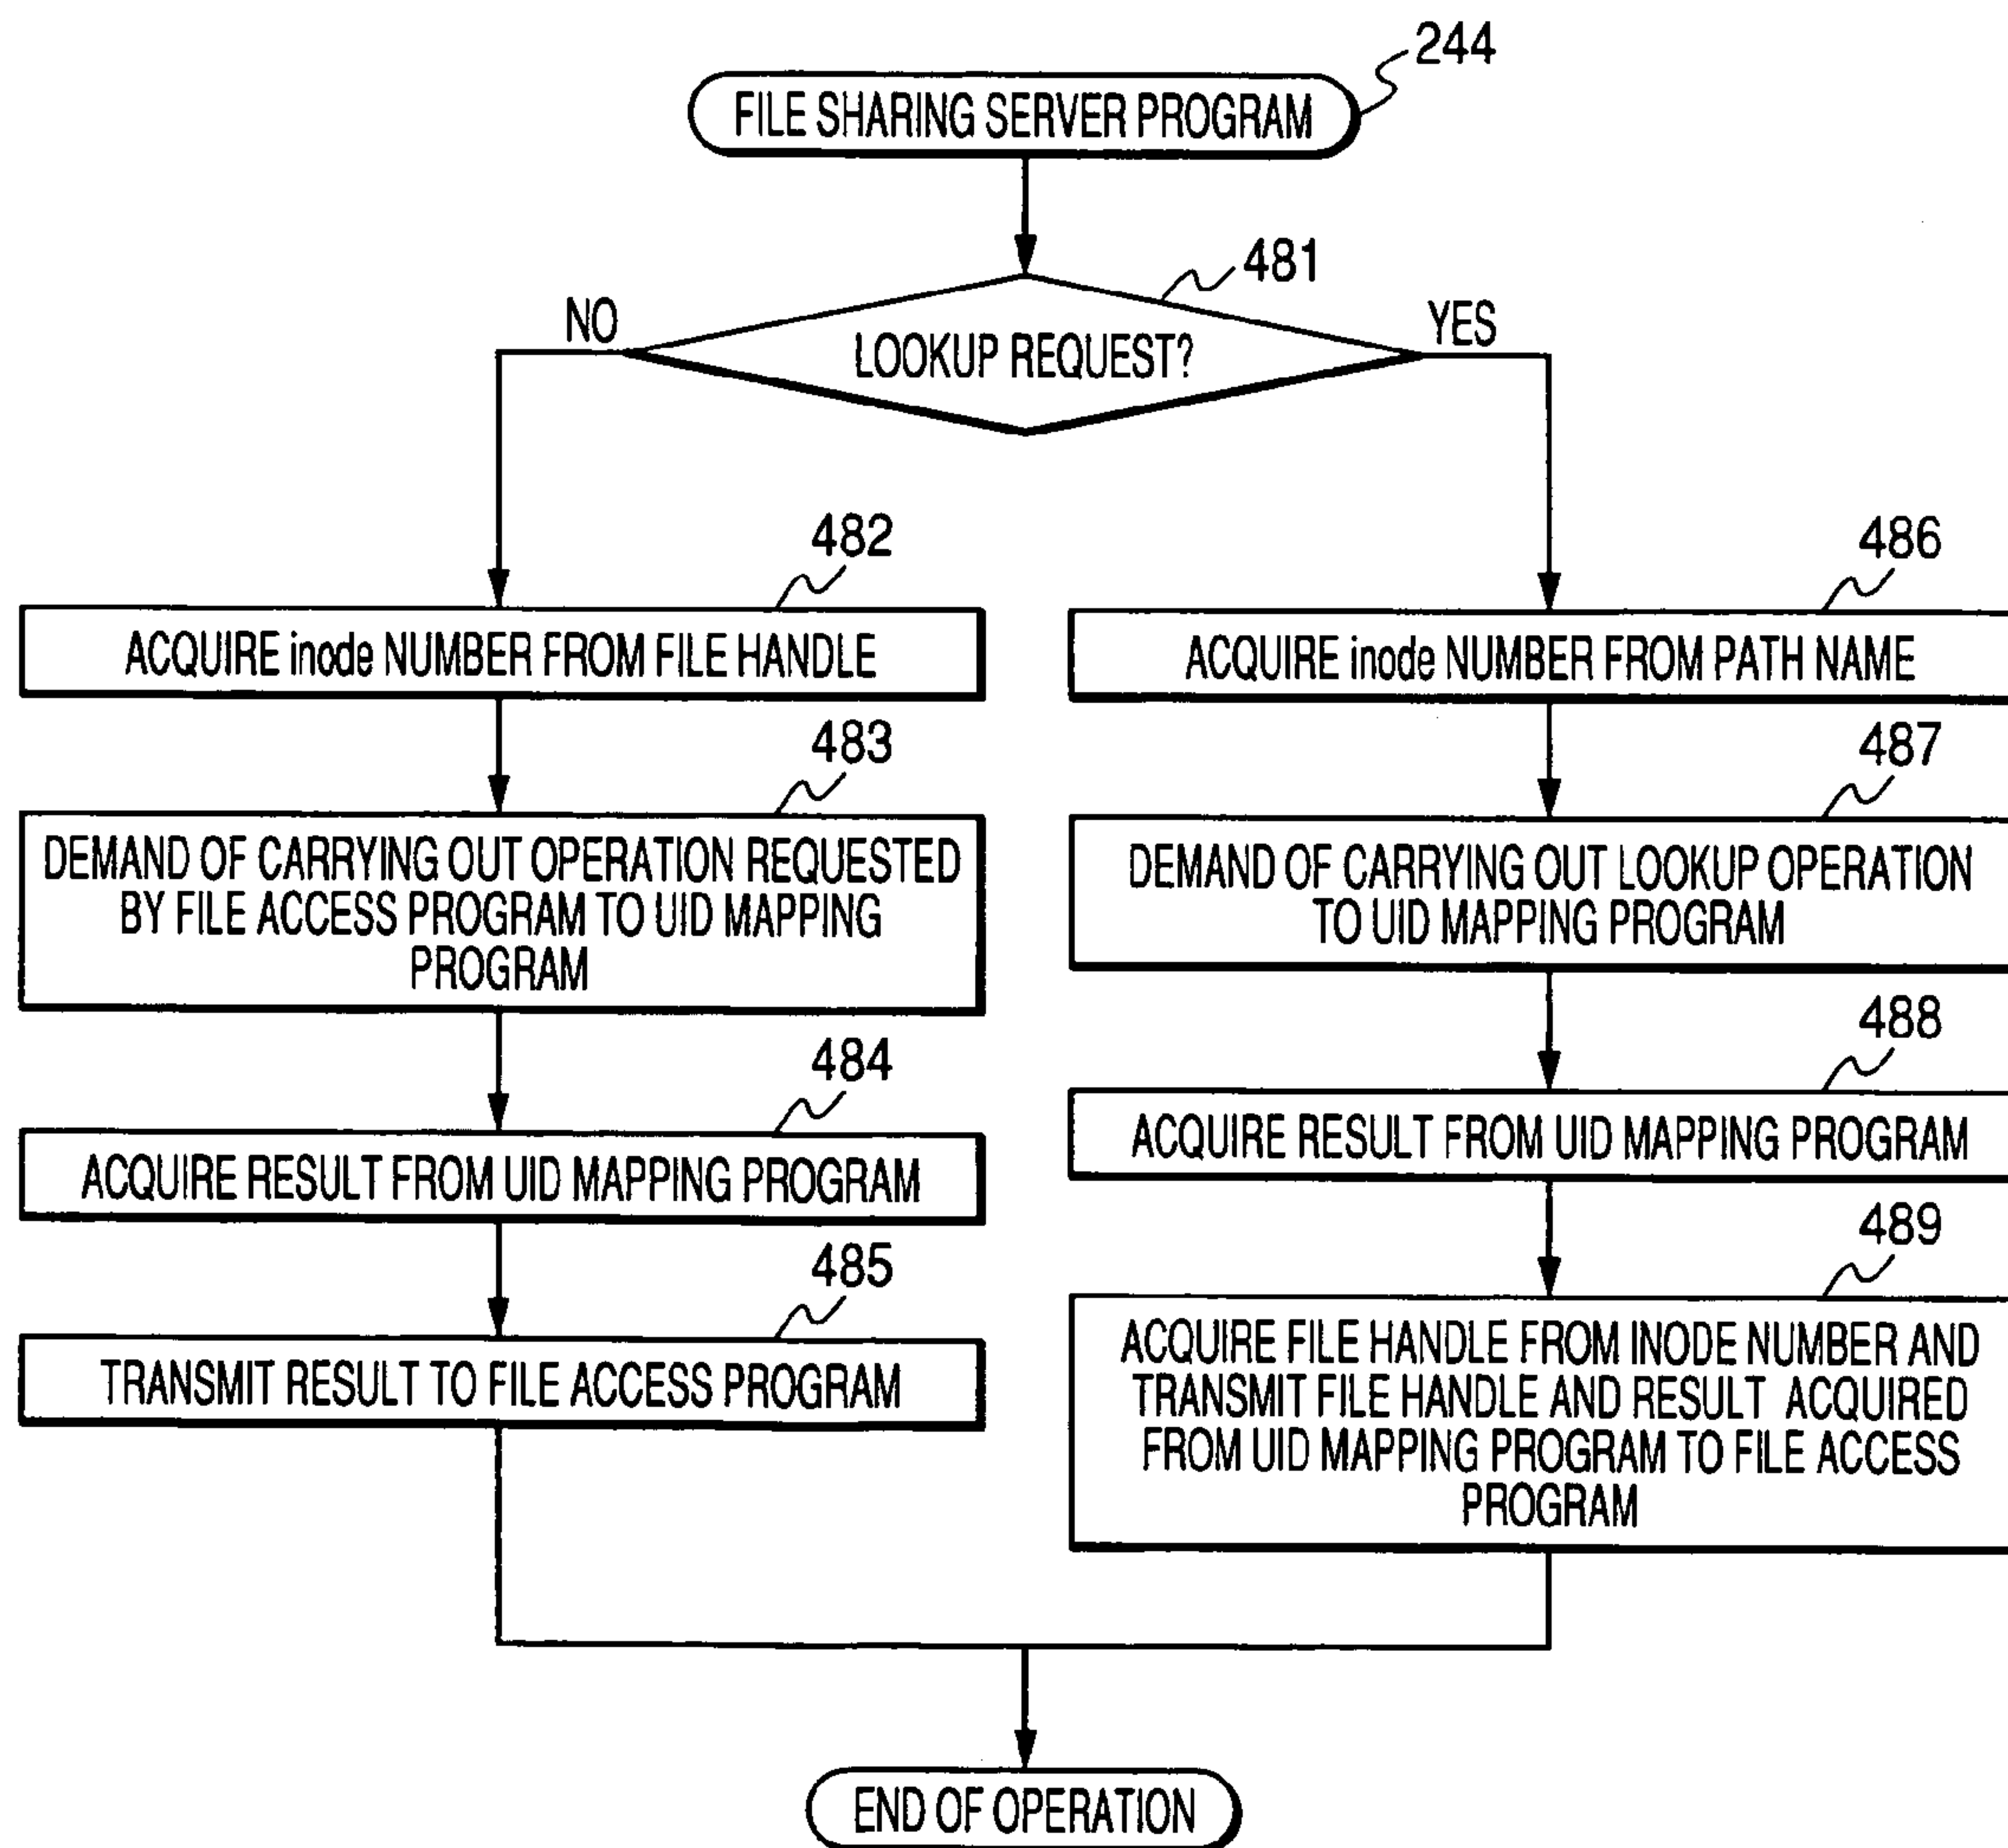 244
FILE SHARING SERVER PROGRAM
481
NO
YES
LOOKUP REQUEST?
482
ACQUIRE inode NUMBER FROM FILE HANDLE
483
DEMAND OF CARRYING OUT OPERATION REQUESTED
BY FILE ACCESS PROGRAM TO UID MAPPING
PROGRAM
484
ACQUIRE RESULT FROM UID MAPPING PROGRAM
485
TRANSMIT RESULT TO FILE ACCESS PROGRAM
486
ACQUIRE inode NUMBER FROM PATH NAME
487
DEMAND OF CARRYING OUT LOOKUP OPERATION
TO UID MAPPING PROGRAM
488
ACQUIRE RESULT FROM UID MAPPING PROGRAM
489
ACQUIRE FILE HANDLE FROM INODE NUMBER AND
TRANSMIT FILE HANDLE AND RESULT ACQUIRED
FROM UID MAPPING PROGRAM TO FILE ACCESS
PROGRAM
END OF OPERATION